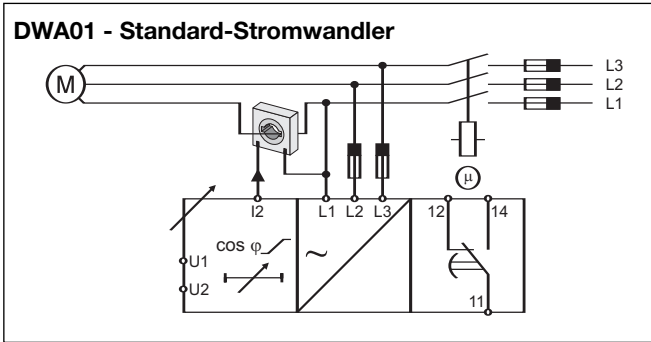 DWA01 - Standard-Stromwandler
L3
M
L2
L1
µ
I2
L1
L2
L3
12
14
cos φ
~
U1
U2
11